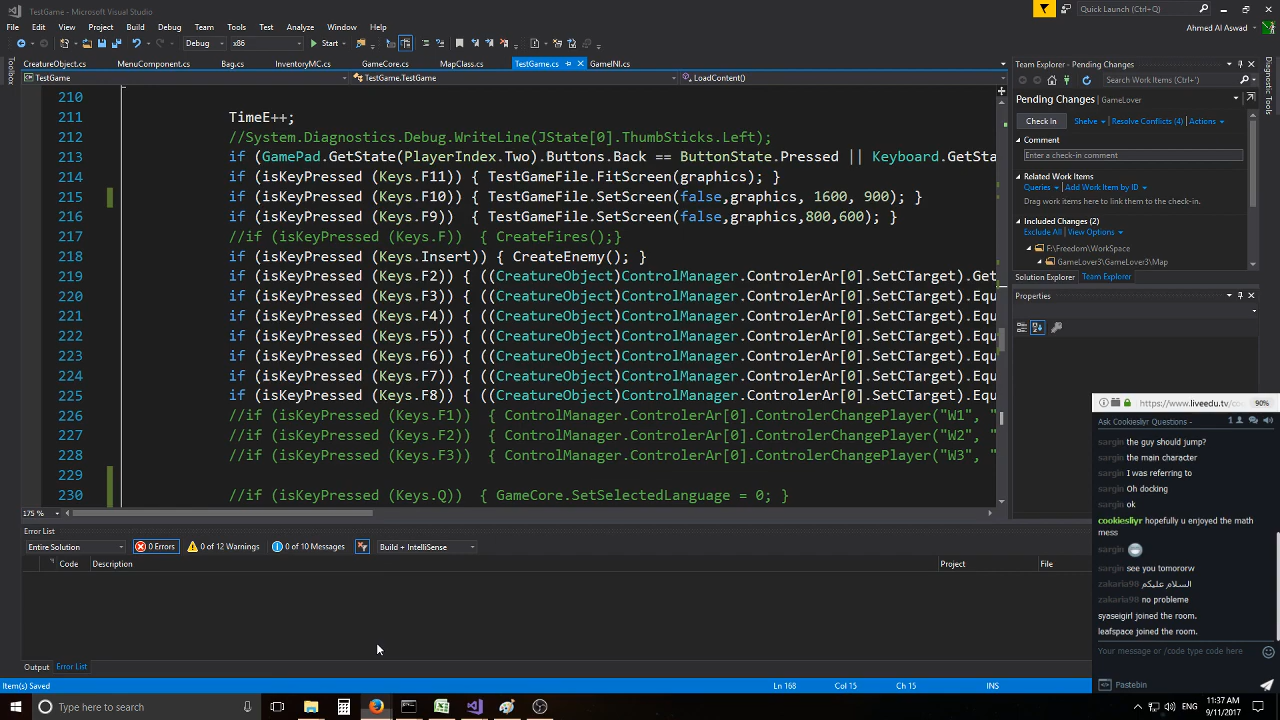 TestGame - Microsoft Visual Studio
Quick Launch (Ctrl+Q)
File Edit View Project Build Debug Team Tools Architecture Test Analyze Window Help
Ahmed Al Aswad
Debug x86 Start
CreatureObject.cs MenuComponent.cs Bag.cs InventoryMC.cs GameCore.cs MapClass.cs TestGame.cs GameINI.cs
TestGame TestGame.TestGame LoadContent()
Toolbox
210
211 TimeE++;
212 //System.Diagnostics.Debug.WriteLine(JState[0].ThumbSticks.Left);
213 if (GamePad.GetState(PlayerIndex.Two).Buttons.Back == ButtonState.Pressed || Keyboard.GetSta
214 if (isKeyPressed (Keys.F11)) { TestGameFile.FitScreen(graphics); }
215 if (isKeyPressed (Keys.F10)) { TestGameFile.SetScreen(false,graphics, 1600, 900); }
216 if (isKeyPressed (Keys.F9)) { TestGameFile.SetScreen(false,graphics,800,600); }
217 //if (isKeyPressed (Keys.F)) { CreateFires();}
218 if (isKeyPressed (Keys.Insert)) { CreateEnemy(); }
219 if (isKeyPressed (Keys.F2)) { ((CreatureObject)ControlManager.ControlerAr[0].SetCTarget).Get
220 if (isKeyPressed (Keys.F3)) { ((CreatureObject)ControlManager.ControlerAr[0].SetCTarget).Equ
221 if (isKeyPressed (Keys.F4)) { ((CreatureObject)ControlManager.ControlerAr[0].SetCTarget).Equ
222 if (isKeyPressed (Keys.F5)) { ((CreatureObject)ControlManager.ControlerAr[0].SetCTarget).Equ
223 if (isKeyPressed (Keys.F6)) { ((CreatureObject)ControlManager.ControlerAr[0].SetCTarget).Equ
224 if (isKeyPressed (Keys.F7)) { ((CreatureObject)ControlManager.ControlerAr[0].SetCTarget).Equ
225 if (isKeyPressed (Keys.F8)) { ((CreatureObject)ControlManager.ControlerAr[0].SetCTarget).Equ
226 //if (isKeyPressed (Keys.F1)) { ControlManager.ControlerAr[0].ControlerChangePlayer("W1", "
227 //if (isKeyPressed (Keys.F2)) { ControlManager.ControlerAr[0].ControlerChangePlayer("W2", "
228 //if (isKeyPressed (Keys.F3)) { ControlManager.ControlerAr[0].ControlerChangePlayer("W3", "
229
230 //if (isKeyPressed (Keys.Q)) { GameCore.SetSelectedLanguage = 0; }
175 %
Team Explorer - Pending Changes
Search Work Items (Ctrl+')
Pending Changes | GameLover
Check In Shelve Resolve Conflicts (4) Actions
Comment
Enter a check-in comment
Related Work Items
Queries Add Work Item by ID
Drag work items here to link them to the check-in.
Included Changes (2)
Exclude All View Options
F:\Freedom\WorkSpace
GameLover3\GameLover3\Map
Solution Explorer Team Explorer
Properties
Diagnostic Tools
Error List
Entire Solution 0 Errors 0 of 12 Warnings 0 of 10 Messages Build + IntelliSense
Code Description Project File
Output Error List
Item(s) Saved Ln 168 Col 15 Ch 15 INS
https://www.liveedu.tv/co 90%
Ask Cookiesliyr Questions - 1
sargin the guy should jump?
sargin the main character
sargin I was referring to
sargin Oh docking
sargin ok
cookiesliyr hopefully u enjoyed the math
mess
sargin
sargin see you tomororw
zakaria98 السلام عليكم
zakaria98 no probleme
syaseigirl joined the room.
leafspace joined the room.
Your message or /code type code here
Pastebin
Type here to search
ENG
11:37 AM
9/11/2017